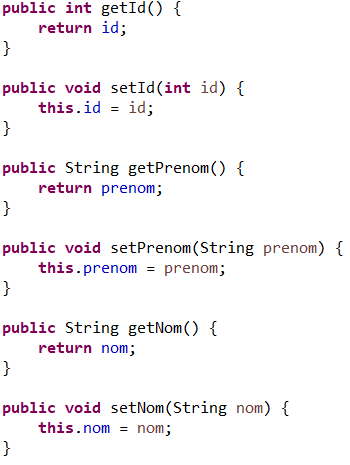 public int getId() {
    return id;
}
public void setId(int id) {
    this.id = id;
}
public String getPrenom() {
    return prenom;
}
public void setPrenom(String prenom) {
    this.prenom = prenom;
}
public String getNom() {
    return nom;
}
public void setNom(String nom) {
    this.nom = nom;
}